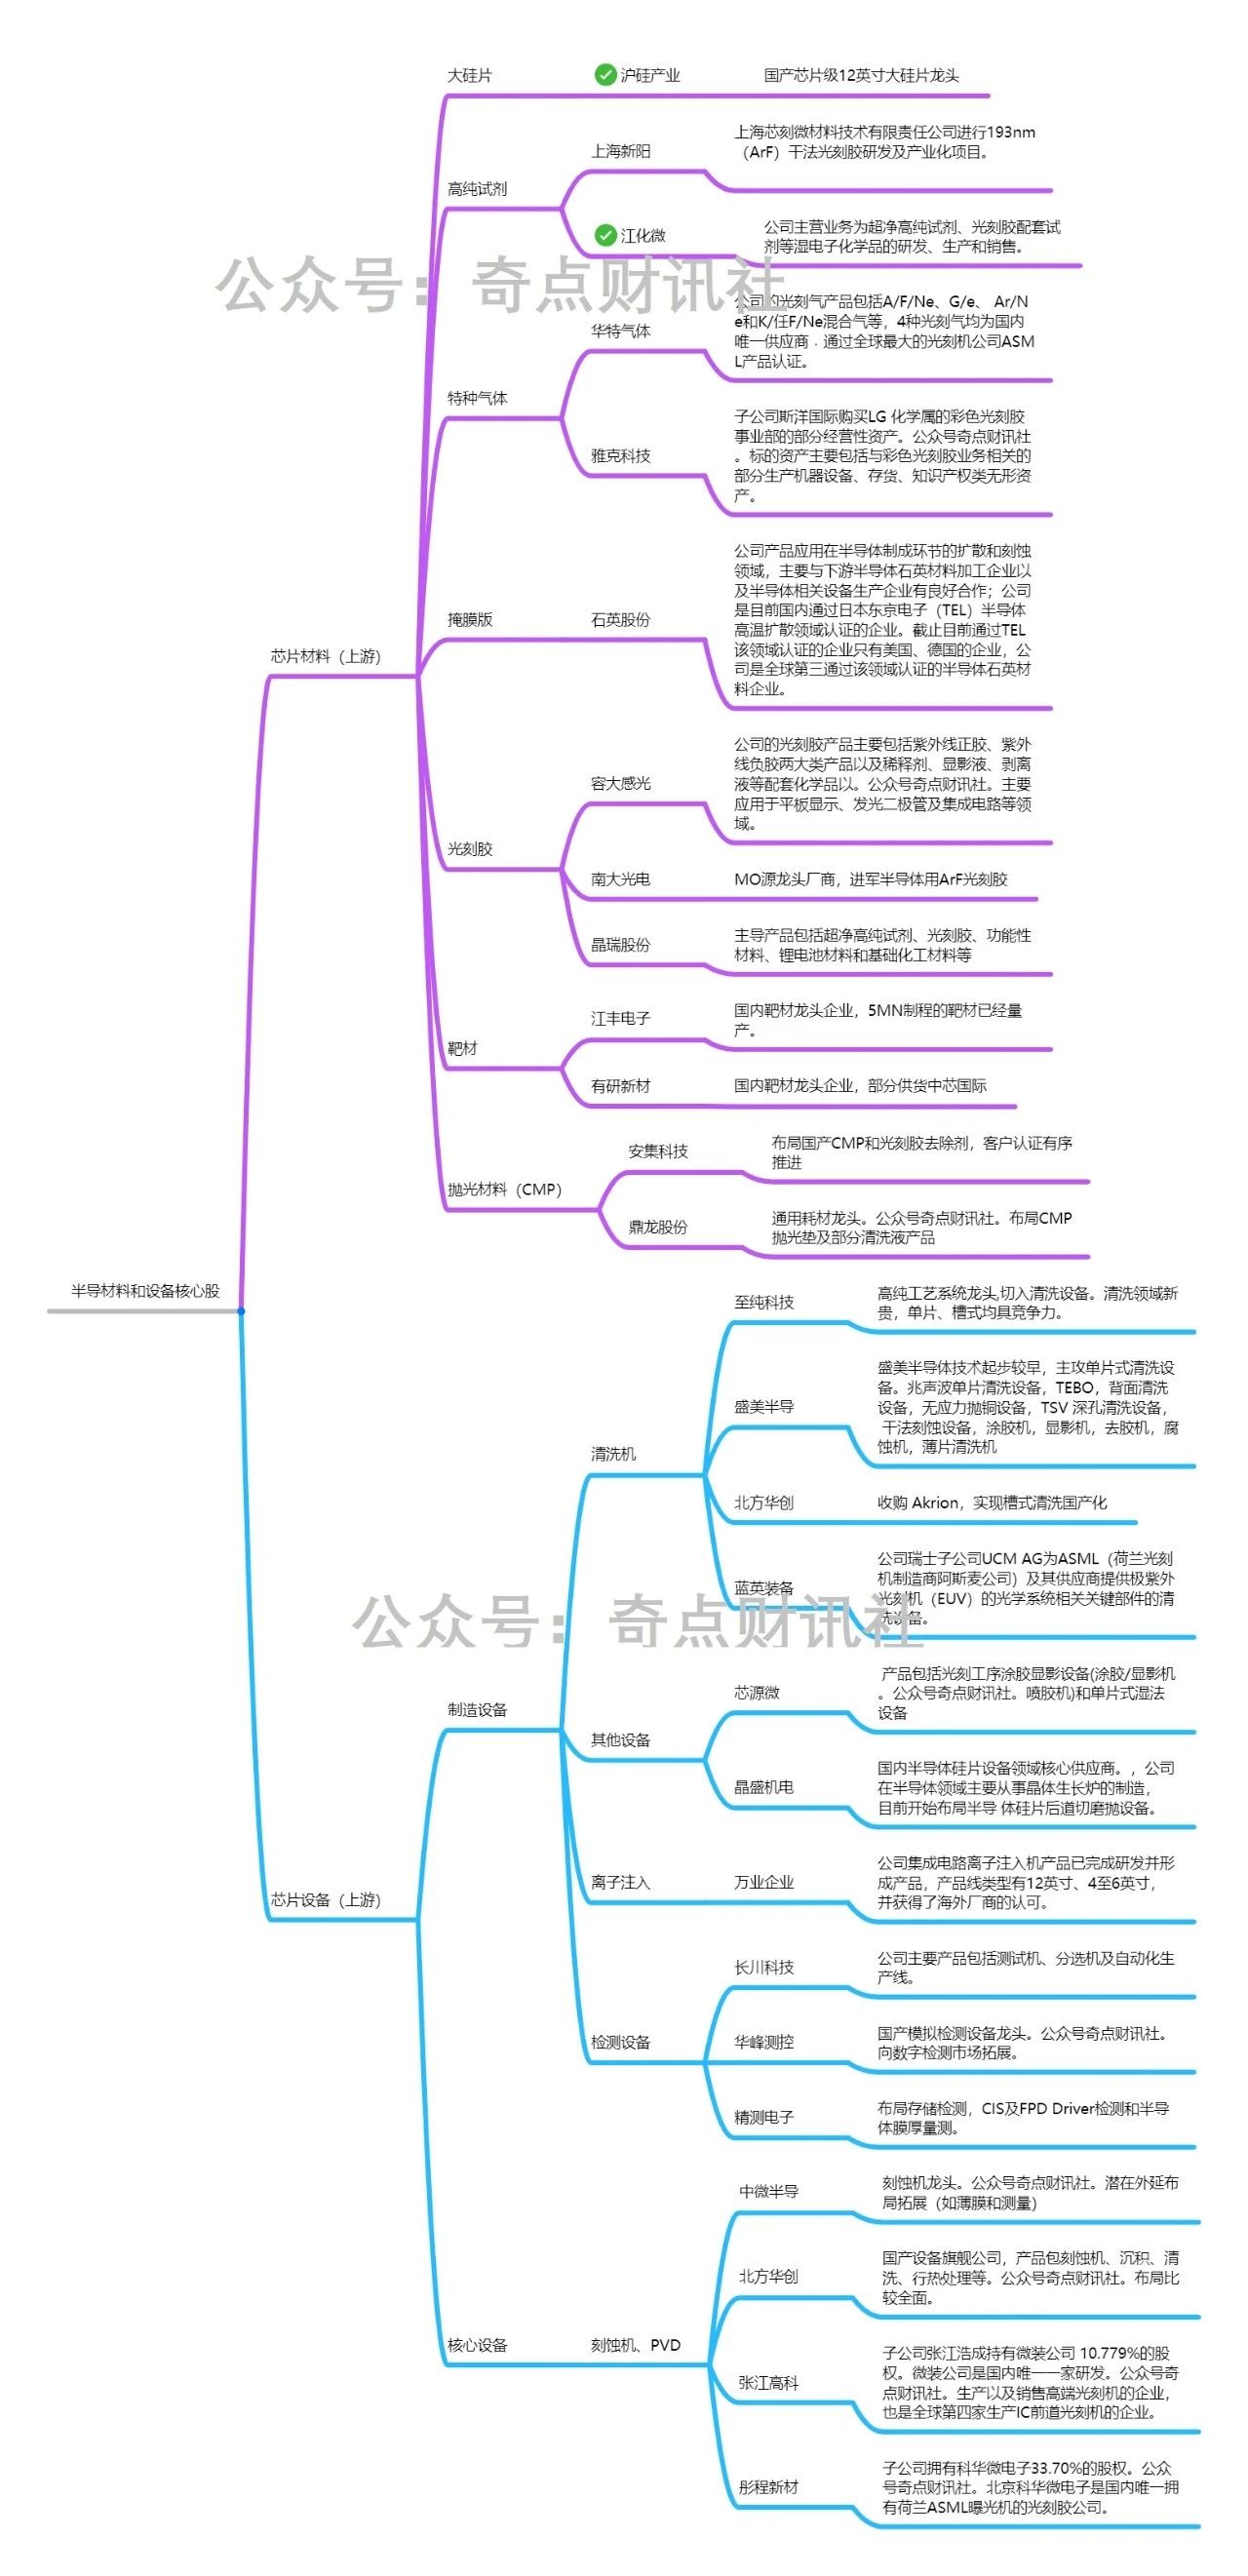 大硅片
沪硅产业
国产芯片级12英寸大硅片龙头
高纯试剂
上海新阳
上海芯刻微材料技术有限责任公司进行193nm
（ArF）干法光刻胶研发及产业化项目。
江化微
公司主营业务为超净高纯试剂、光刻胶配套试
剂等湿电子化学品的研发、生产和销售。
公众号：奇点财讯社
特种气体
华特气体
公司的光刻气产品包括A/F/Ne、G/e、 Ar/N
e和K/任F/Ne混合气等，4种光刻气均为国内
唯一供应商﹒通过全球最大的光刻机公司ASM
L产品认证。
雅克科技
子公司斯洋国际购买LG 化学属的彩色光刻胶
事业部的部分经营性资产。公众号奇点财讯社
。标的资产主要包括与彩色光刻胶业务相关的
部分生产机器设备、存货、知识产权类无形资
产。
掩膜版
石英股份
公司产品应用在半导体制成环节的扩散和刻蚀
领域，主要与下游半导体石英材料加工企业以
及半导体相关设备生产企业有良好合作；公司
是目前国内通过日本东京电子（TEL）半导体
高温扩散领域认证的企业。截止目前通过TEL
该领域认证的企业只有美国、德国的企业，公
司是全球第三通过该领域认证的半导体石英材
料企业。
芯片材料（上游）
光刻胶
容大感光
公司的光刻胶产品主要包括紫外线正胶、紫外
线负胶两大类产品以及稀释剂、显影液、剥离
液等配套化学品以。公众号奇点财讯社。主要
应用于平板显示、发光二极管及集成电路等领
域。
南大光电
MO源龙头厂商，进军半导体用ArF光刻胶
晶瑞股份
主导产品包括超净高纯试剂、光刻胶、功能性
材料、锂电池材料和基础化工材料等
靶材
江丰电子
国内靶材龙头企业，5MN制程的靶材已经量
产。
有研新材
国内靶材龙头企业，部分供货中芯国际
抛光材料（CMP）
安集科技
布局国产CMP和光刻胶去除剂，客户认证有序
推进
鼎龙股份
通用耗材龙头。公众号奇点财讯社。布局CMP
抛光垫及部分清洗液产品
半导材料和设备核心股
清洗机
至纯科技
高纯工艺系统龙头,切入清洗设备。清洗领域新
贵，单片、槽式均具竞争力。
盛美半导
盛美半导体技术起步较早，主攻单片式清洗设
备。兆声波单片清洗设备，TEBO，背面清洗
设备，无应力抛铜设备，TSV 深孔清洗设备，
干法刻蚀设备，涂胶机，显影机，去胶机，腐
蚀机，薄片清洗机
北方华创
收购 Akrion，实现槽式清洗国产化
蓝英装备
公司瑞士子公司UCM AG为ASML（荷兰光刻
机制造商阿斯麦公司）及其供应商提供极紫外
光刻机（EUV）的光学系统相关关键部件的清
洗设备。
公众号：奇点财讯社
制造设备
其他设备
芯源微
产品包括光刻工序涂胶显影设备(涂胶/显影机
。公众号奇点财讯社。喷胶机)和单片式湿法
设备
晶盛机电
国内半导体硅片设备领域核心供应商。，公司
在半导体领域主要从事晶体生长炉的制造，
目前开始布局半导 体硅片后道切磨抛设备。
芯片设备（上游）
离子注入
万业企业
公司集成电路离子注入机产品已完成研发并形
成产品，产品线类型有12英寸、4至6英寸，
并获得了海外厂商的认可。
检测设备
长川科技
公司主要产品包括测试机、分选机及自动化生
产线。
华峰测控
国产模拟检测设备龙头。公众号奇点财讯社。
向数字检测市场拓展。
精测电子
布局存储检测，CIS及FPD Driver检测和半导
体膜厚量测。
核心设备
刻蚀机、PVD
中微半导
刻蚀机龙头。公众号奇点财讯社。潜在外延布
局拓展（如薄膜和测量）
北方华创
国产设备旗舰公司，产品包刻蚀机、沉积、清
洗、行热处理等。公众号奇点财讯社。布局比
较全面。
张江高科
子公司张江浩成持有微装公司 10.779%的股
权。微装公司是国内唯一一家研发。公众号奇
点财讯社。生产以及销售高端光刻机的企业，
也是全球第四家生产IC前道光刻机的企业。
彤程新材
子公司拥有科华微电子33.70%的股权。公众
号奇点财讯社。北京科华微电子是国内唯一拥
有荷兰ASML曝光机的光刻胶公司。